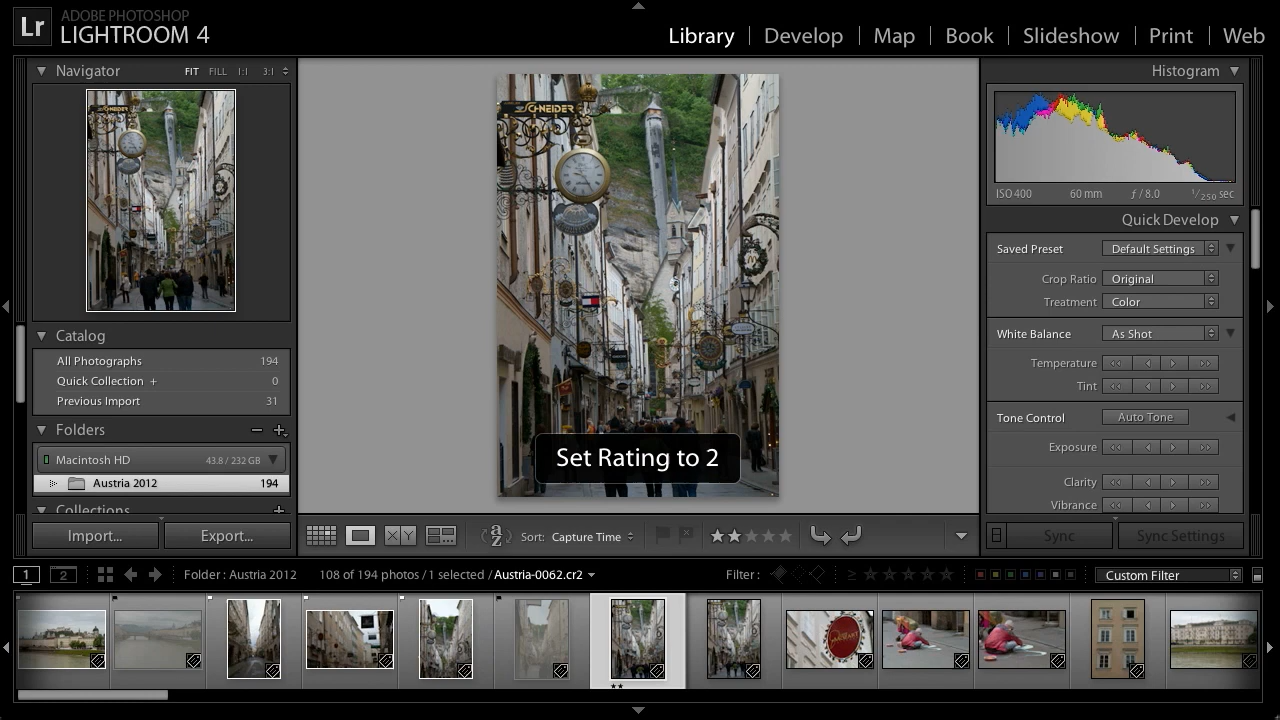 Lr
ADOBE PHOTOSHOP
LIGHTROOM 4
Library
Develop
Map
Book
Slideshow
Print
Web
Navigator
FIT
FILL
1:1
3:1
Histogram
ISO 400
60 mm
ƒ / 8.0
1/250 sec
SCHNEIDER
Catalog
All Photographs 194
Quick Collection + 0
Previous Import 31
Folders
Macintosh HD 43.8 / 232 GB
Austria 2012 194
Collections
Import...
Export...
Set Rating to 2
Quick Develop
Saved Preset Default Settings
Crop Ratio Original
Treatment Color
White Balance As Shot
Temperature
Tint
Tone Control Auto Tone
Exposure
Clarity
Vibrance
X Y
a z
Sort: Capture Time
Sync
Sync Settings
1
2
Folder : Austria 2012
108 of 194 photos / 1 selected / Austria-0062.cr2
Filter :
≥
Custom Filter